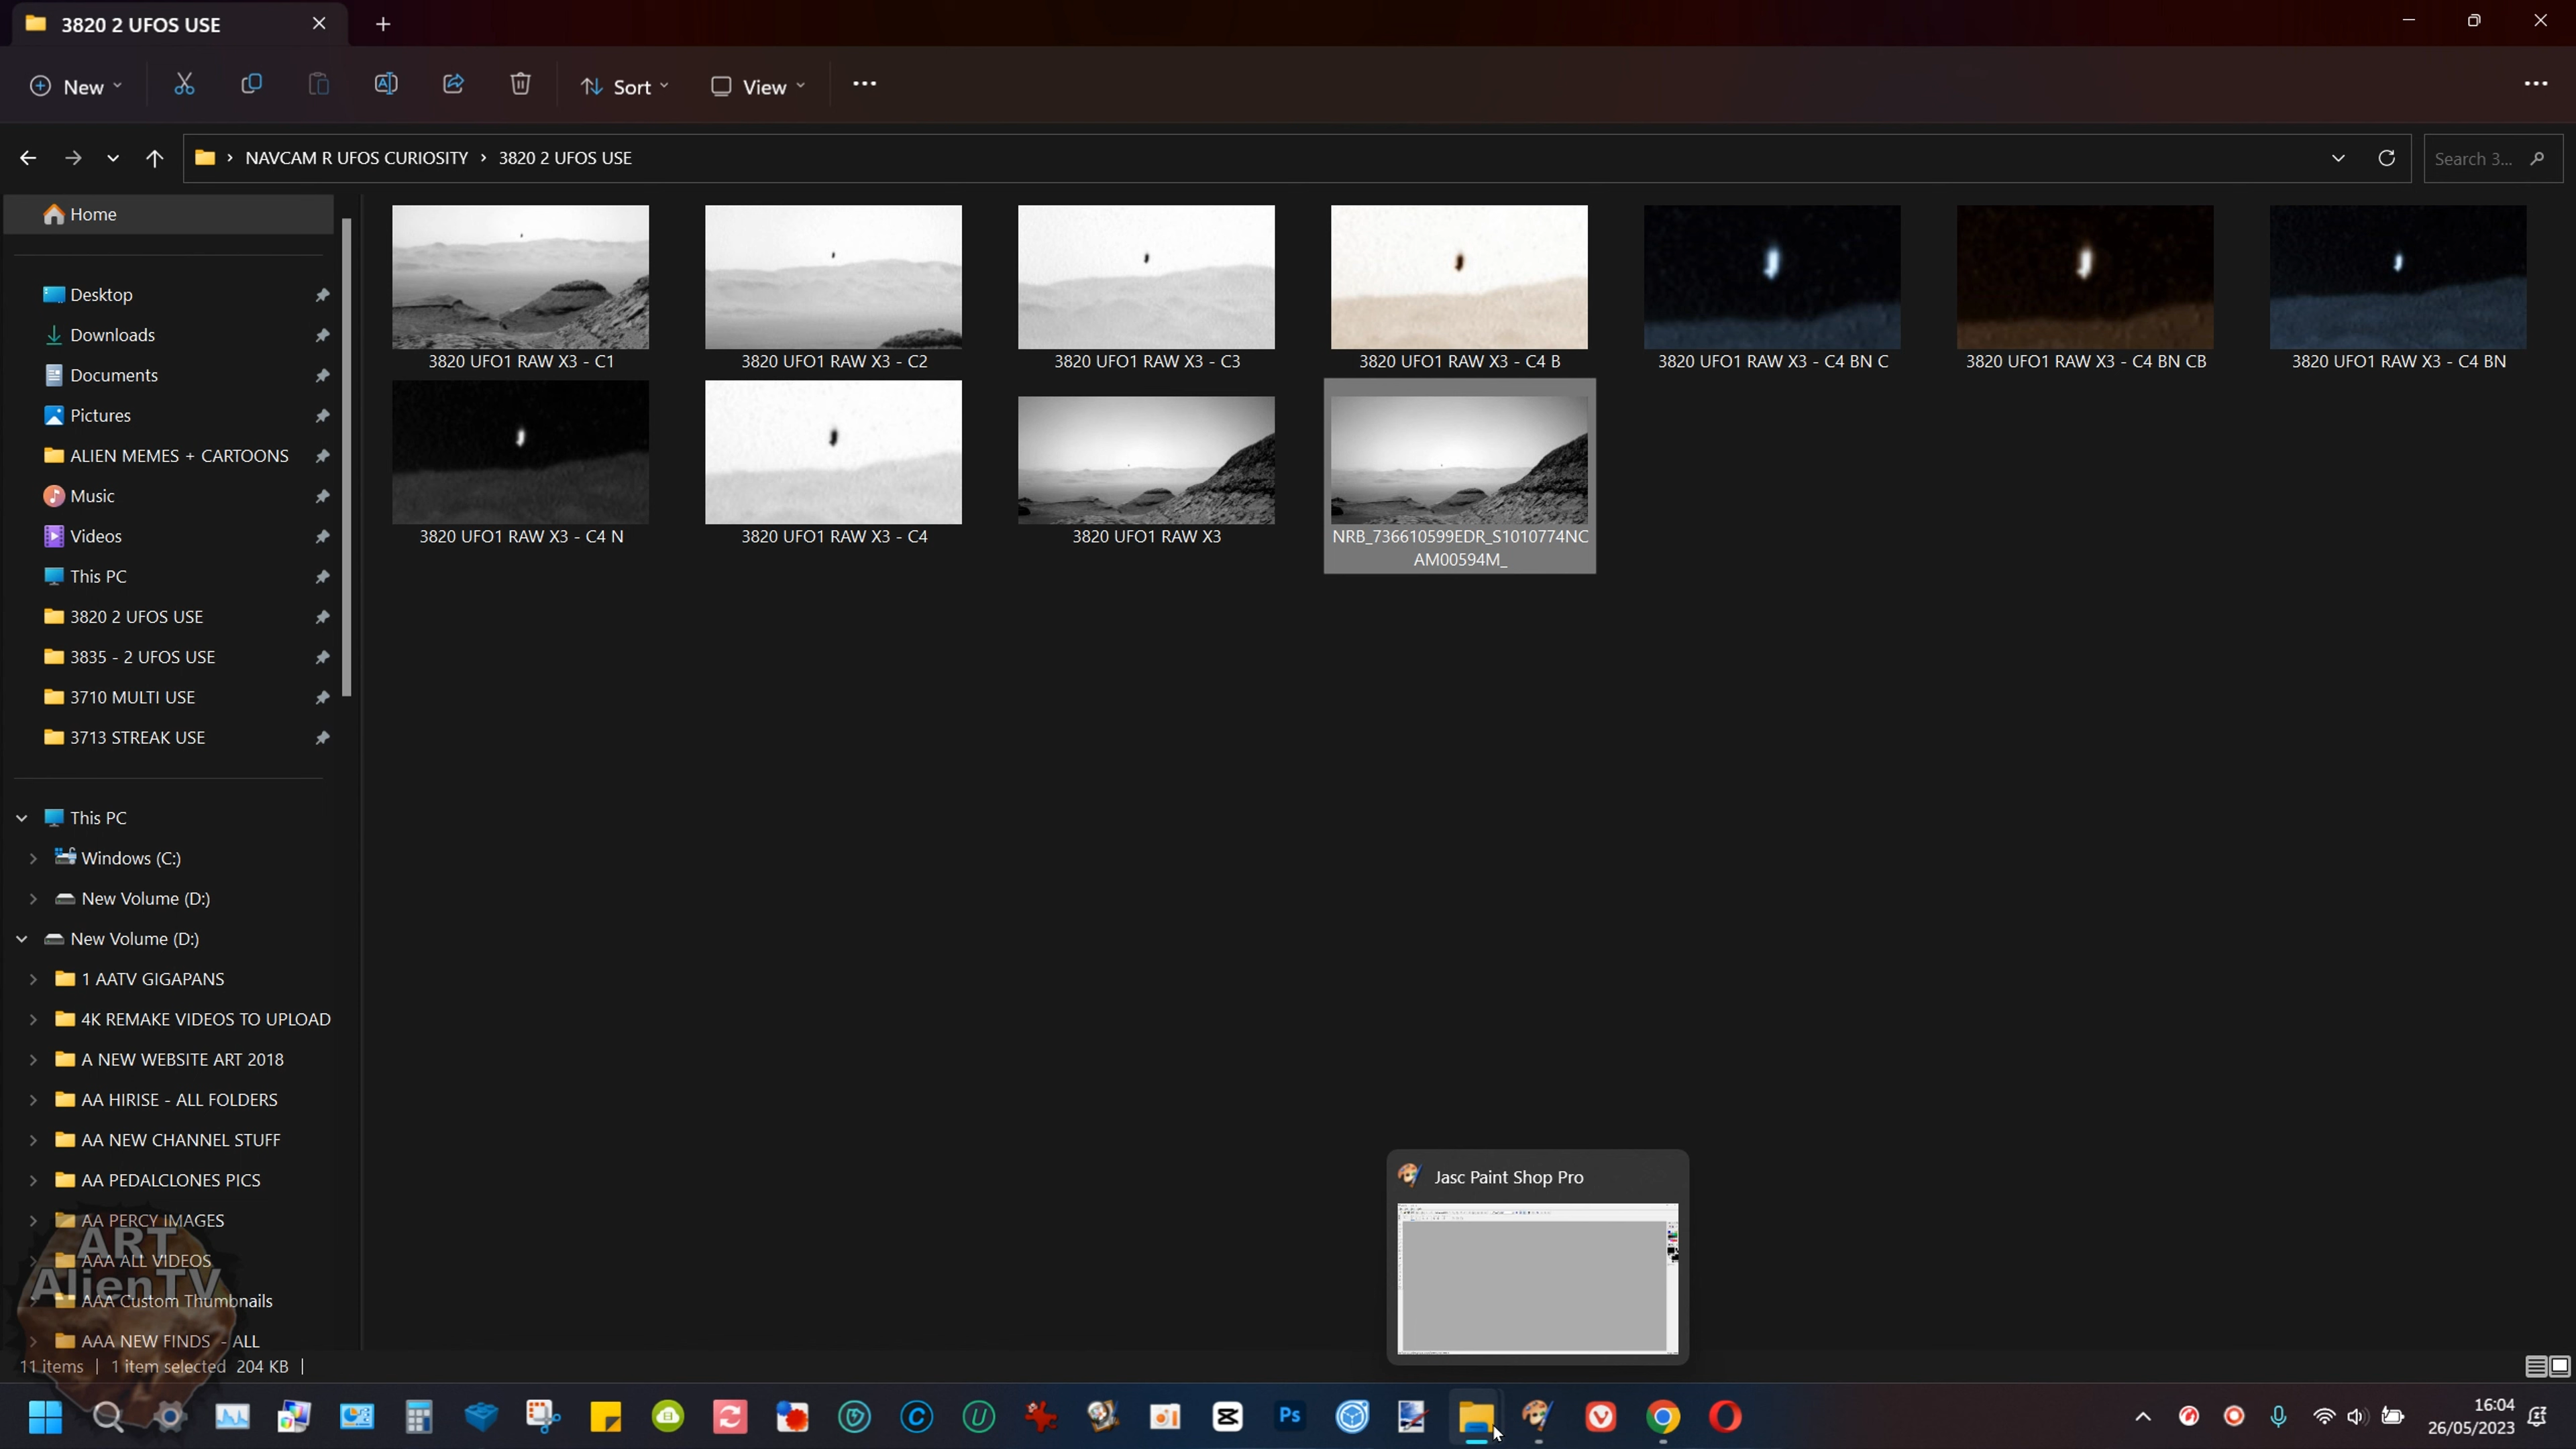 3820 2 UFOS USE
New
Sort
View
NAVCAM R UFOS CURIOSITY
3820 2 UFOS USE
Search 3...
Home
Desktop
Downloads
Documents
Pictures
ALIEN MEMES + CARTOONS
Music
Videos
This PC
3820 2 UFOS USE
3835 - 2 UFOS USE
3710 MULTI USE
3713 STREAK USE
This PC
Windows (C:)
New Volume (D:)
New Volume (D:)
1 AATV GIGAPANS
4K REMAKE VIDEOS TO UPLOAD
A NEW WEBSITE ART 2018
AA HIRISE - ALL FOLDERS
AA NEW CHANNEL STUFF
AA PEDALCLONES PICS
AA PERCY IMAGES
AAA ALL VIDEOS
AAA Custom Thumbnails
AAA NEW FINDS - ALL
ART
AlienTV
11 items
1 item selected 204 KB
3820 UFO1 RAW X3 - C1
3820 UFO1 RAW X3 - C2
3820 UFO1 RAW X3 - C3
3820 UFO1 RAW X3 - C4 B
3820 UFO1 RAW X3 - C4 BN C
3820 UFO1 RAW X3 - C4 BN CB
3820 UFO1 RAW X3 - C4 BN
3820 UFO1 RAW X3 - C4 N
3820 UFO1 RAW X3 - C4
3820 UFO1 RAW X3
NRB_736610599EDR_S1010774NC
AM00594M_
Jasc Paint Shop Pro
Ps
16:04
26/05/2023